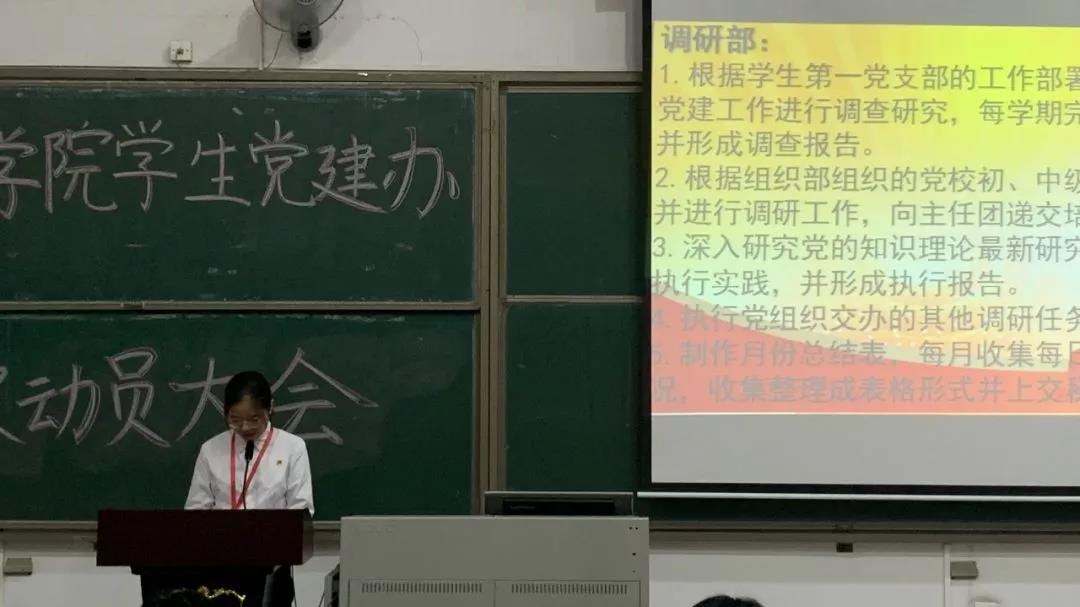 学院学生党建办
动员大会
调研部：
1.根据学生第一党支部的工作部署
党建工作进行调查研究，每学期完
并形成调查报告。
2.根据组织部组织的党校初、中级
并进行调研工作，向主任团递交培
3.深入研究党的知识理论最新研究
执行实践，并形成执行报告。
4.执行党组织交办的其他调研任务
5.制作月份总结表，每月收集每日
况，收集整理成表格形式并上交秘